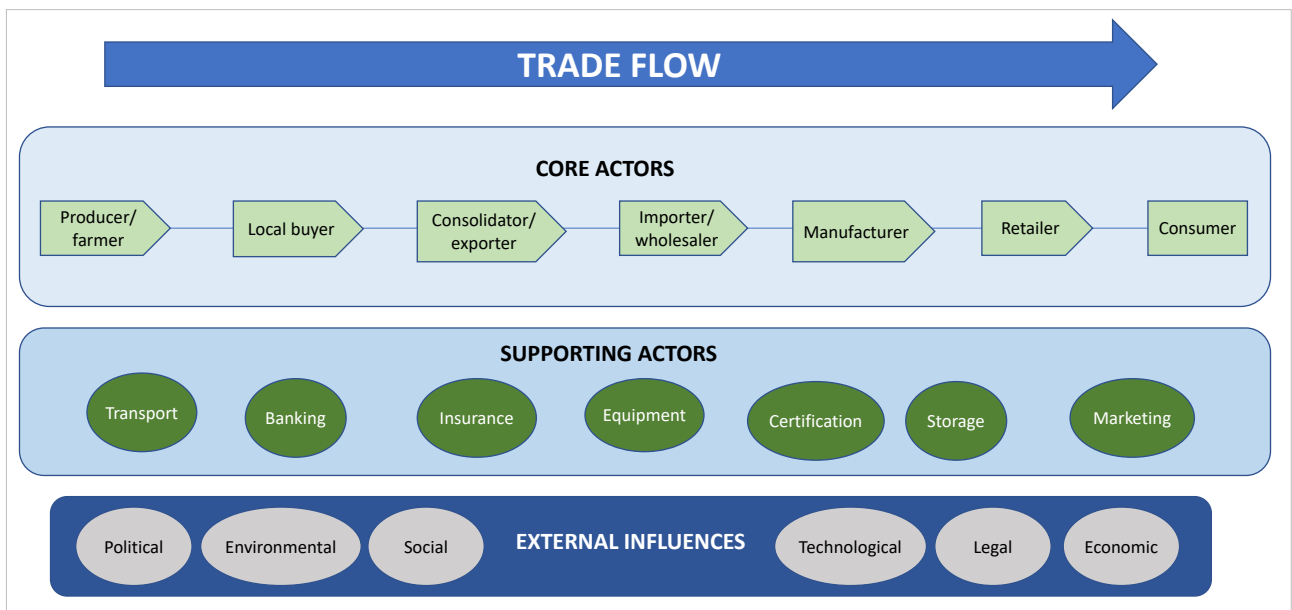 TRADE FLOW
CORE ACTORS
Producer/
farmer
Local buyer
Consolidator/
exporter
Importer/
wholesaler
Manufacturer
Retailer
Consumer
SUPPORTING ACTORS
Transport
Banking
Insurance
Equipment
Certification
Storage
Marketing
Political
Environmental
Social
EXTERNAL INFLUENCES
Technological
Legal
Economic